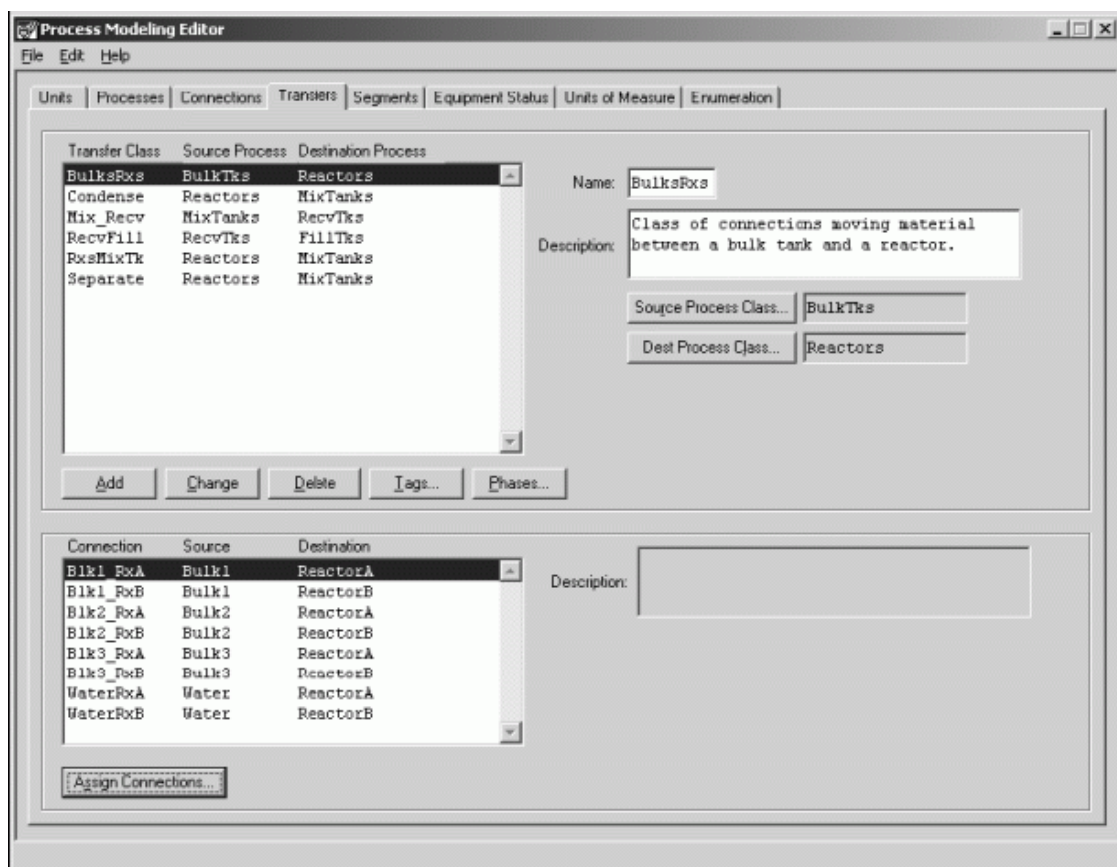 Process Modeling Editor
File Edit Help
Units Processes Connections Transfers Segments Equipment Status Units of Measure Enumeration
Transfer Class Source Process Destination Process
BulksRxs BulkTks Reactors
Condense Reactors MixTanks
Mix_Recv MixTanks RecvTks
RecvFill RecvTks FillTks
RxsMixTk Reactors MixTanks
Separate Reactors MixTanks
Name: BulksRxs
Description: Class of connections moving material
between a bulk tank and a reactor.
Source Process Class... BulkTks
Dest Process Class... Reactors
Add Change Delete Tags... Phases...
Connection Source Destination
Blk1_RxA Bulk1 ReactorA
Blk1_RxB Bulk1 ReactorB
Blk2_RxA Bulk2 ReactorA
Blk2_RxB Bulk2 ReactorB
Blk3_RxA Bulk3 ReactorA
Blk3_RxB Bulk3 ReactorB
WaterRxA Water ReactorA
WaterRxB Water ReactorB
Description:
Assign Connections...